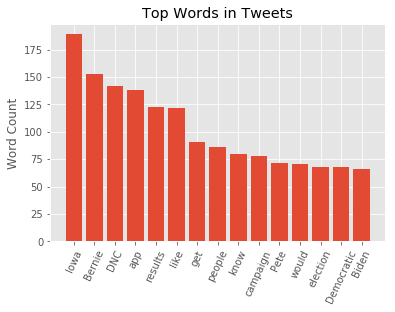 Top Words in Tweets
Word Count
175
150
125
100
75
50
25
0
Iowa
Bernie
DNC
app
results
like
get
people
know
campaign
Pete
would
election
Democratic
Biden